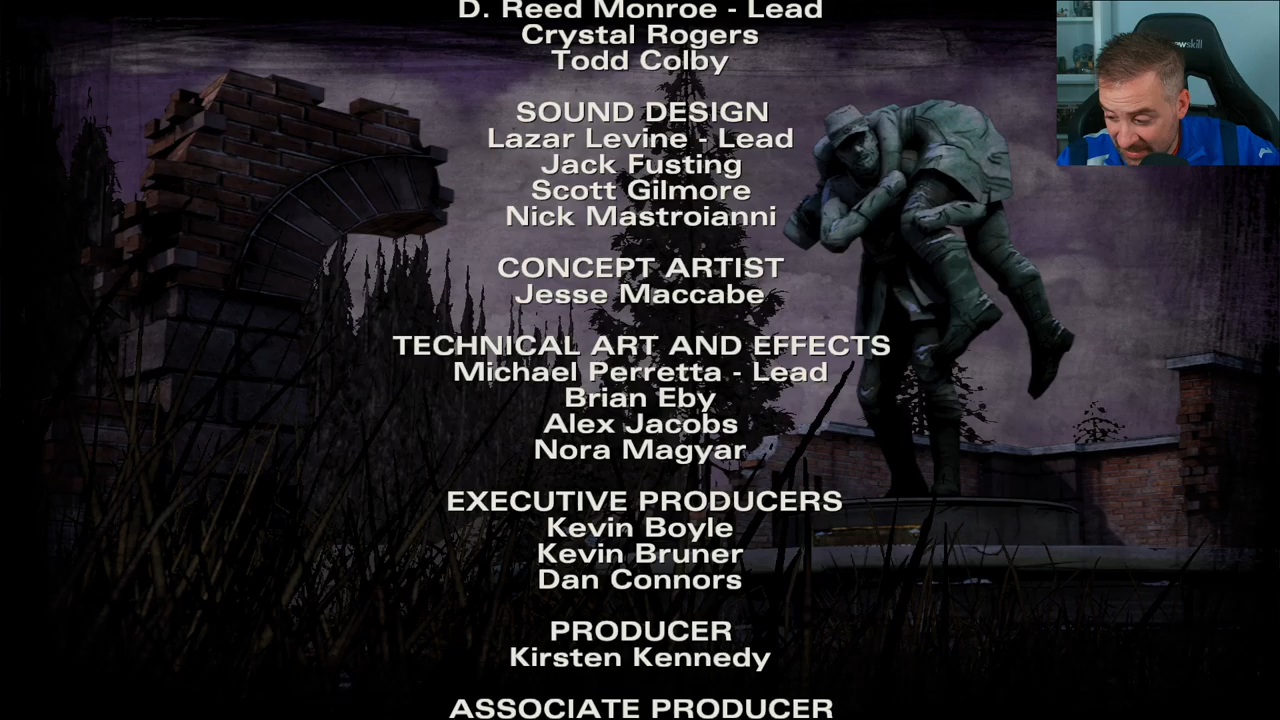 D. Reed Monroe - Lead
Crystal Rogers
Todd Colby
SOUND DESIGN
Lazar Levine - Lead
Jack Fusting
Scott Gilmore
Nick Mastroianni
CONCEPT ARTIST
Jesse Maccabe
TECHNICAL ART AND EFFECTS
Michael Perretta - Lead
Brian Eby
Alex Jacobs
Nora Magyar
EXECUTIVE PRODUCERS
Kevin Boyle
Kevin Bruner
Dan Connors
PRODUCER
Kirsten Kennedy
ASSOCIATE PRODUCER